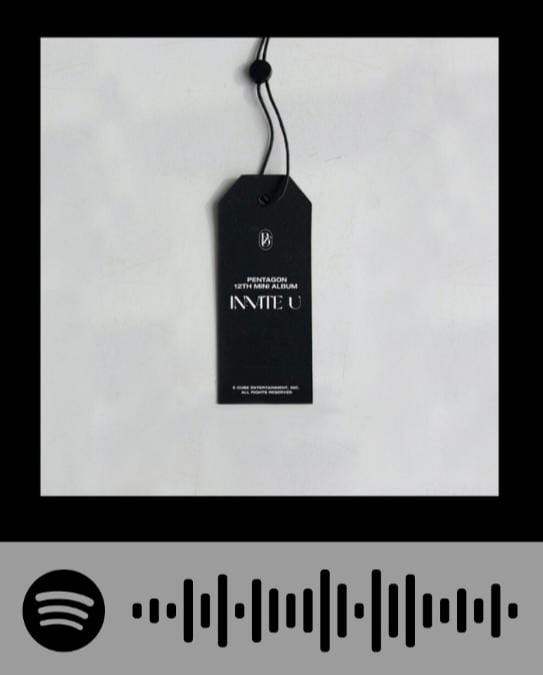 PENTAGON
12TH MINI ALBUM
INVITE U
© CUBE ENTERTAINMENT, INC.
ALL RIGHTS RESERVED